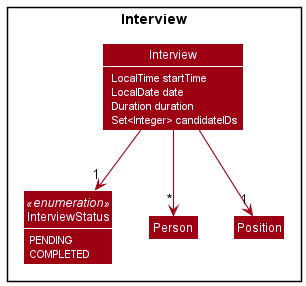 Interview
Interview
LocalTime startTime
LocalDate date
Duration duration
Set<Integer> candidateIDs
1
*
1
«enumeration»
InterviewStatus
PENDING
COMPLETED
Person
Position